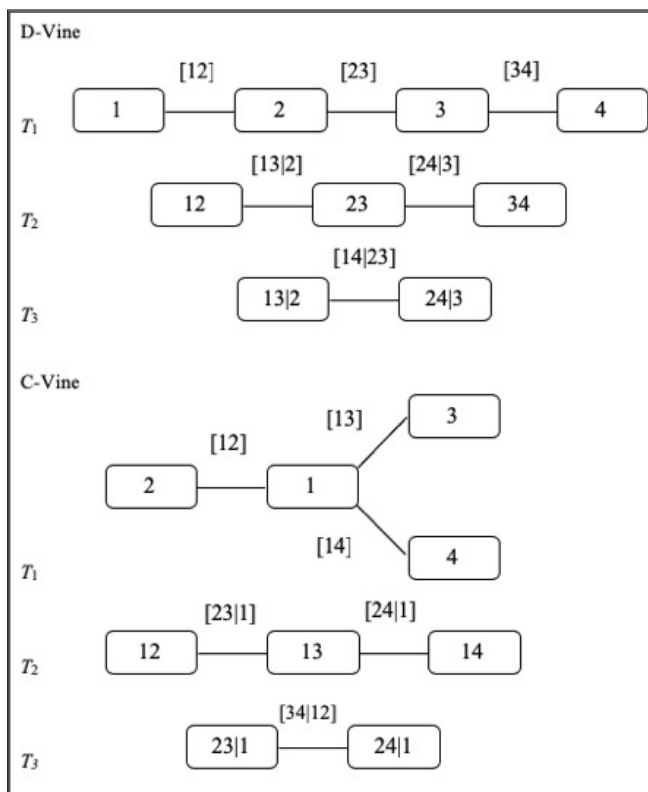 D-Vine
[12] [23] [34]
T1 1 2 3 4
[13|2] [24|3]
T2 12 23 34
[14|23]
T3 13|2 24|3
C-Vine
[13] 3
[12]
2 1
[14] 4
T1
[23|1] [24|1]
T2 12 13 14
[34|12]
T3 23|1 24|1